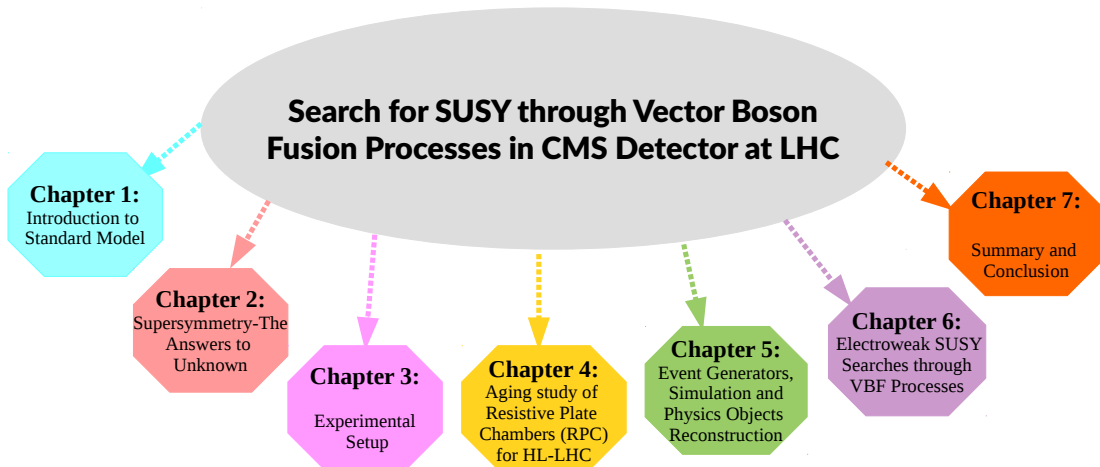 Search for SUSY through Vector Boson
Fusion Processes in CMS Detector at LHC
Chapter 1:
Introduction to
Standard Model
Chapter 2:
Supersymmetry-The
Answers to
Unknown
Chapter 3:
Experimental
Setup
Chapter 4:
Aging study of
Resistive Plate
Chambers (RPC)
for HL-LHC
Chapter 5:
Event Generators,
Simulation and
Physics Objects
Reconstruction
Chapter 6:
Electroweak SUSY
Searches through
VBF Processes
Chapter 7:
Summary and
Conclusion